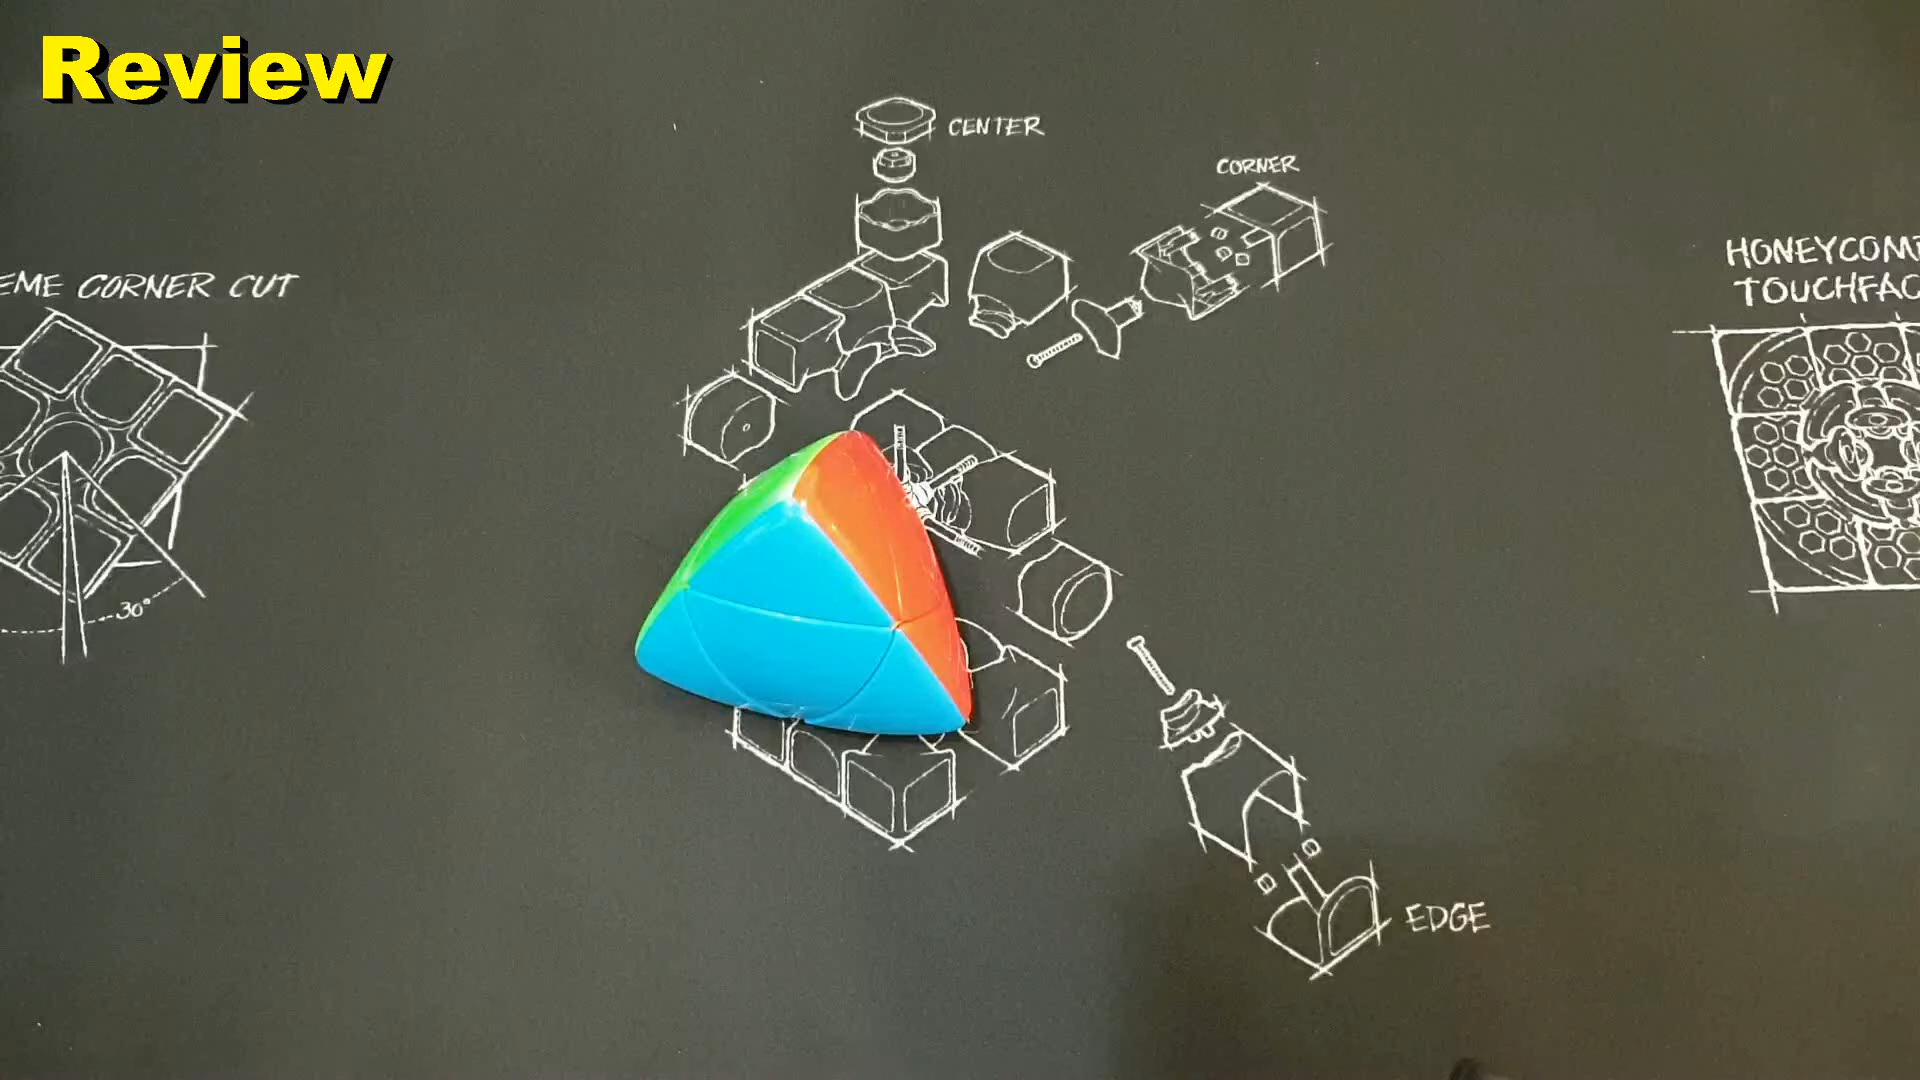 Review
CENTER
CORNER
EME CORNER CUT
HONEYCOM
TOUCHFAC
30°
EDGE